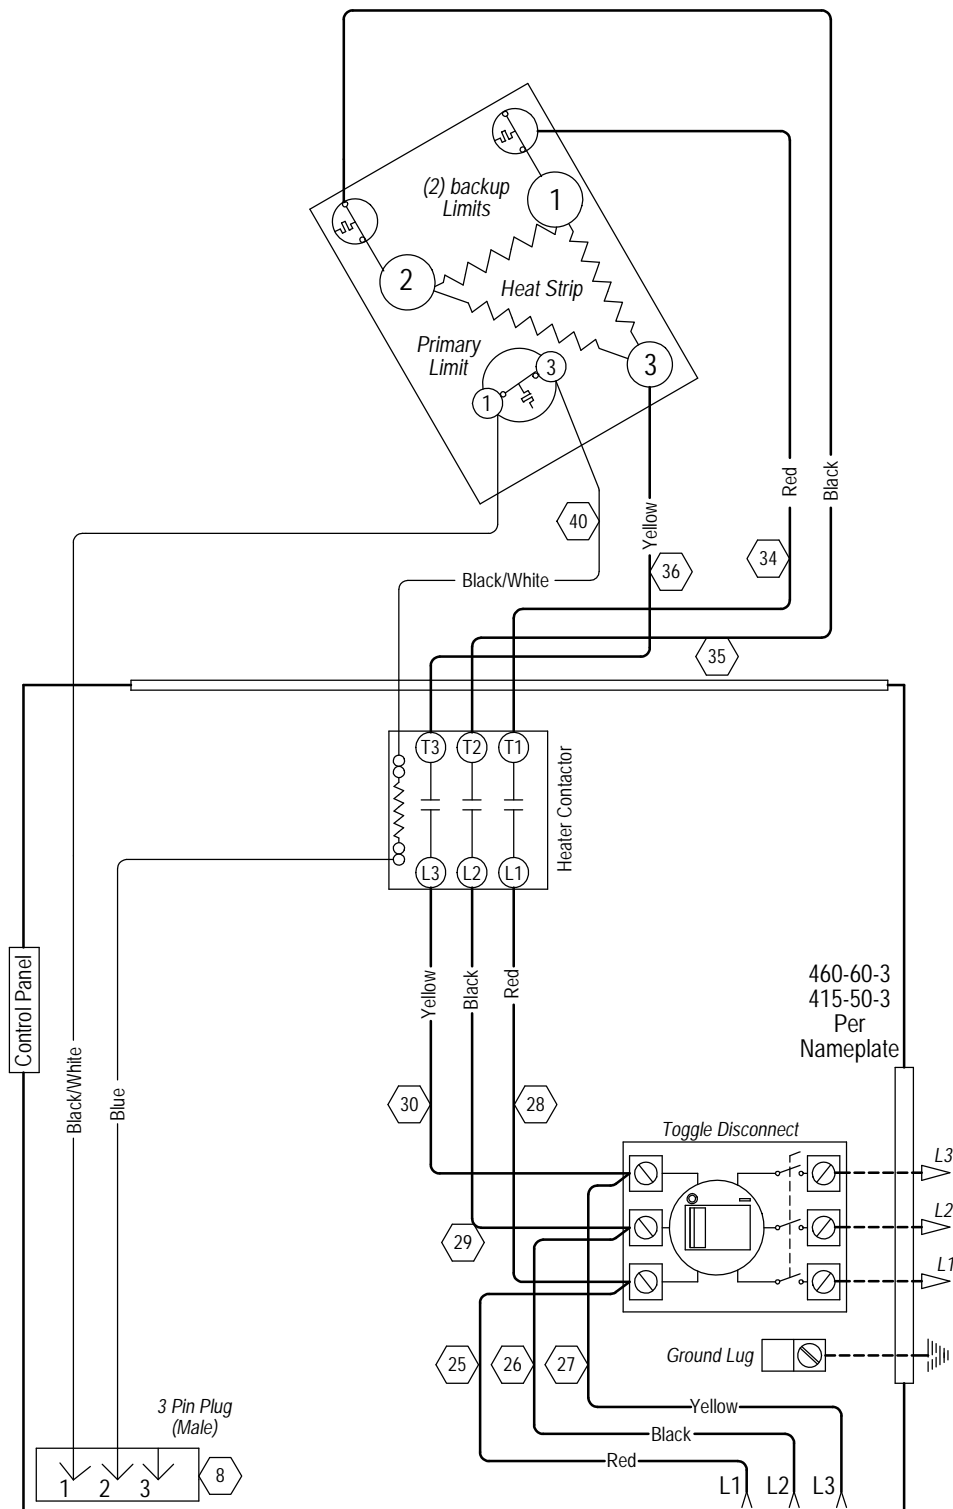 (2) backup
Limits
1
2
Heat Strip
Primary
Limit
3
3
1
Red
Black
40
Yellow
34
36
Black/White
35
T3
T2
T1
Heater Contactor
L3
L2
L1
Control Panel
Yellow
Black
Red
460-60-3
415-50-3
Per
Nameplate
Black/White
Blue
30
28
Toggle Disconnect
L3
L2
29
L1
25
26
27
Ground Lug
3 Pin Plug
(Male)
Yellow
Black
Red
8
1
2
3
L1
L2
L3